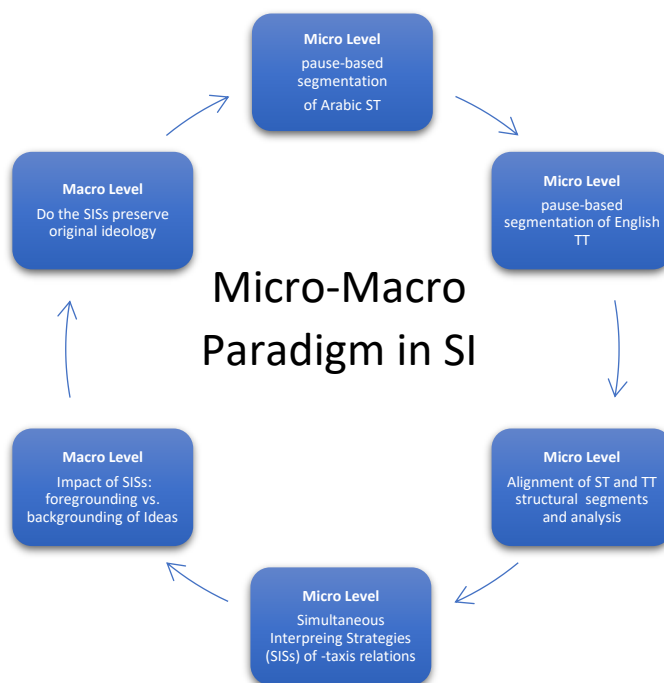 Micro Level
pause-based
segmentation
of Arabic ST
Micro Level
pause-based
segmentation of English
TT
Micro Level
Alignment of ST and TT
structural segments
and analysis
Micro Level
Simultaneous
Interpreing Strategies
(SISs) of -taxis relations
Macro Level
Impact of SISs:
foregrounding vs.
backgrounding of Ideas
Macro Level
Do the SISs preserve
original ideology
Micro-Macro
Paradigm in SI